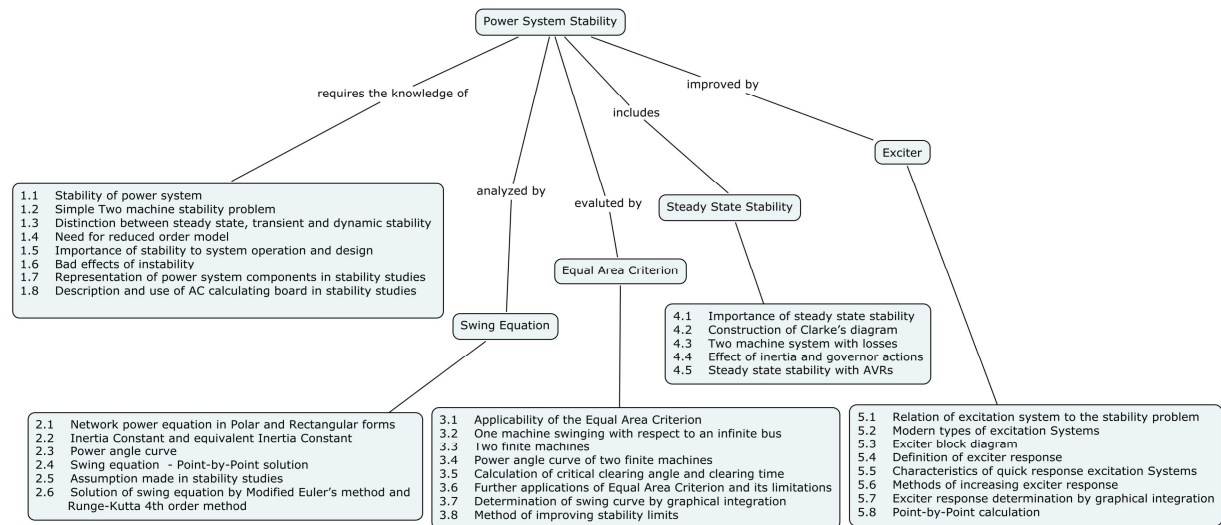 Power System Stability
requires the knowledge of
analyzed by
evaluted by
includes
improved by
Exciter
1.1 Stability of power system
1.2 Simple Two machine stability problem
1.3 Distinction between steady state, transient and dynamic stability
1.4 Need for reduced order model
1.5 Importance of stability to system operation and design
1.6 Bad effects of instability
1.7 Representation of power system components in stability studies
1.8 Description and use of AC calculating board in stability studies
Steady State Stability
Equal Area Criterion
Swing Equation
4.1 Importance of steady state stability
4.2 Construction of Clarke's diagram
4.3 Two machine system with losses
4.4 Effect of inertia and governor actions
4.5 Steady state stability with AVRs
2.1 Network power equation in Polar and Rectangular forms
2.2 Inertia Constant and equivalent Inertia Constant
2.3 Power angle curve
2.4 Swing equation - Point-by-Point solution
2.5 Assumption made in stability studies
2.6 Solution of swing equation by Modified Euler's method and
Runge-Kutta 4th order method
3.1 Applicability of the Equal Area Criterion
3.2 One machine swinging with respect to an infinite bus
3.3 Two finite machines
3.4 Power angle curve of two finite machines
3.5 Calculation of critical clearing angle and clearing time
3.6 Further applications of Equal Area Criterion and its limitations
3.7 Determination of swing curve by graphical integration
3.8 Method of improving stability limits
5.1 Relation of excitation system to the stability problem
5.2 Modern types of excitation Systems
5.3 Exciter block diagram
5.4 Definition of exciter response
5.5 Characteristics of quick response excitation Systems
5.6 Methods of increasing exciter response
5.7 Exciter response determination by graphical integration
5.8 Point-by-Point calculation